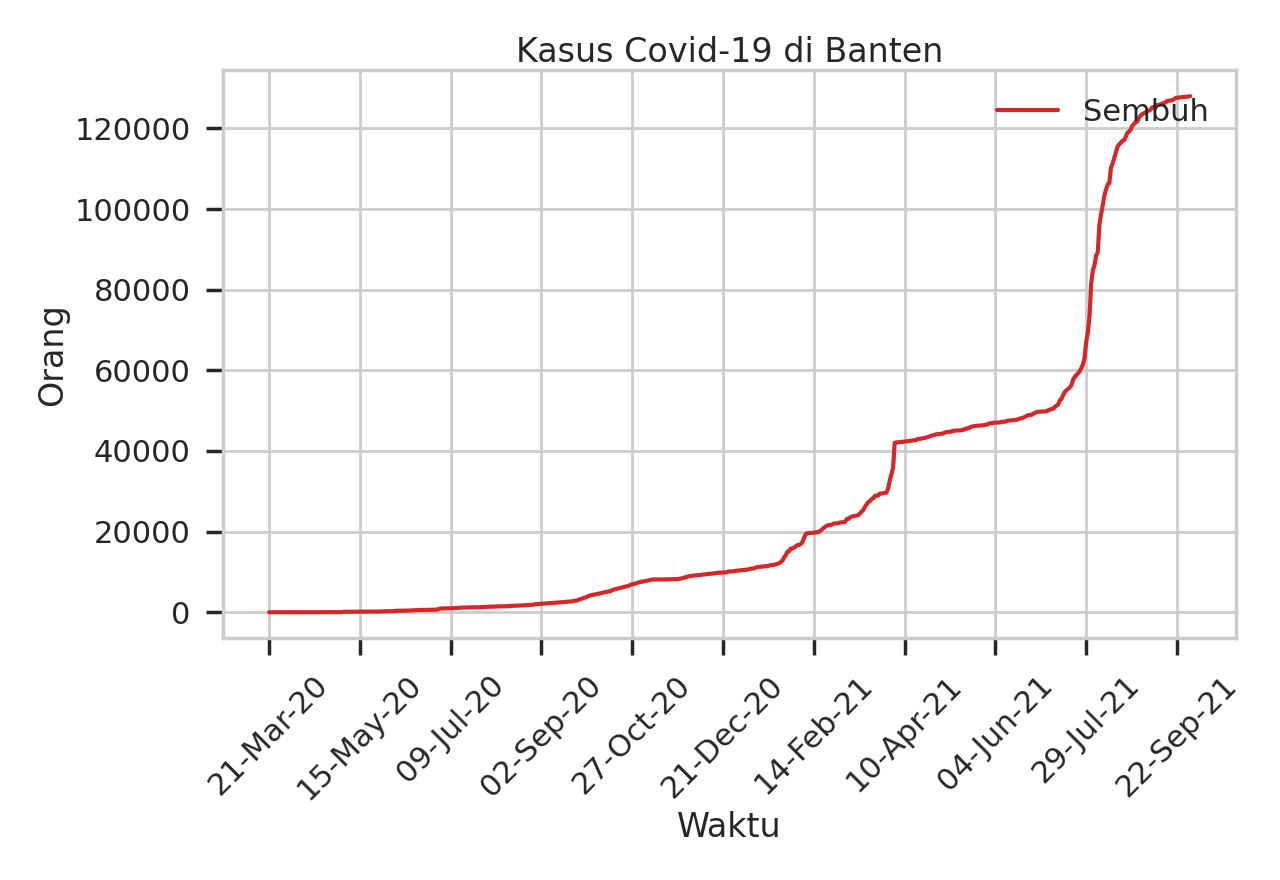 Kasus Covid-19 di Banten
Sembuh
120000
100000
80000
60000
40000
20000
0
Orang
21-Mar-20
15-May-20
09-Jul-20
02-Sep-20
27-Oct-20
21-Dec-20
14-Feb-21
10-Apr-21
04-Jun-21
29-Jul-21
22-Sep-21
Waktu